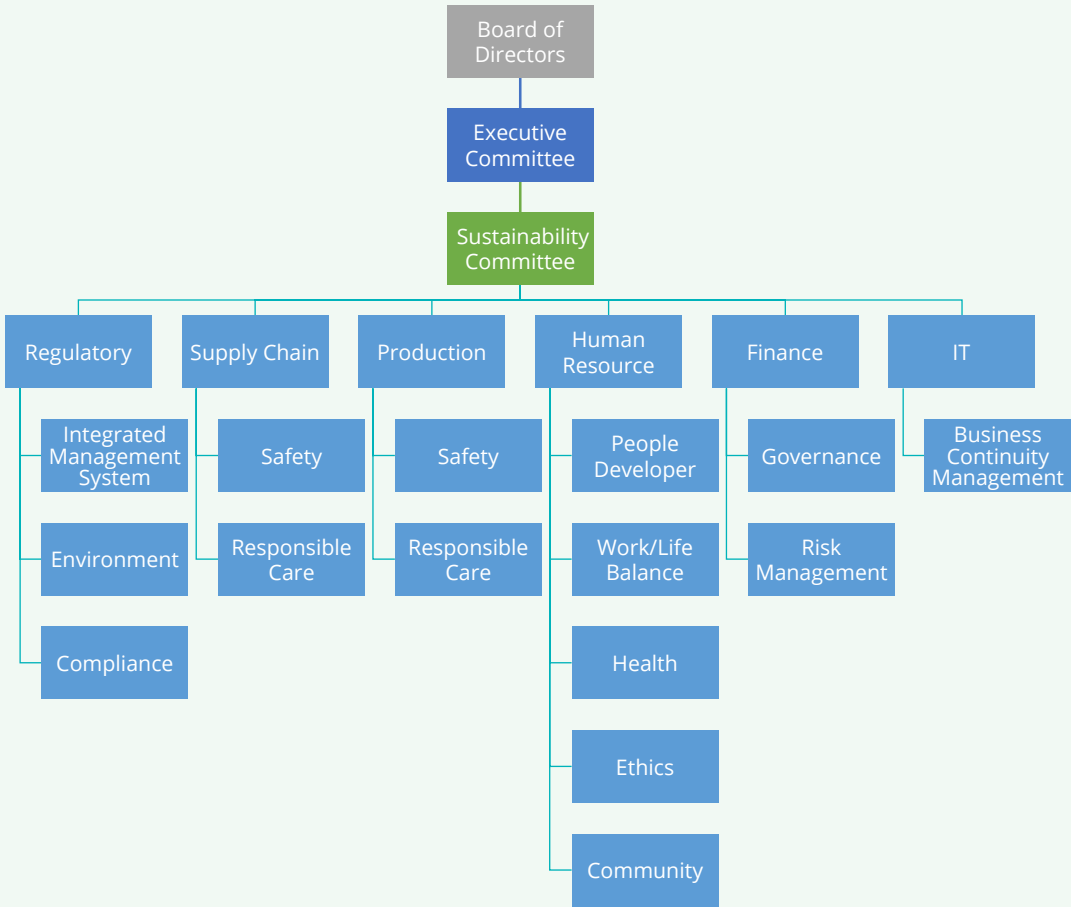 Board of
Directors
Executive
Committee
Sustainability
Committee
Regulatory
Supply Chain
Production
Human
Resource
Finance
IT
Integrated
Management
System
Safety
Safety
People
Developer
Governance
Business
Continuity
Management
Environment
Responsible
Care
Responsible
Care
Work/Life
Balance
Risk
Management
Compliance
Health
Ethics
Community